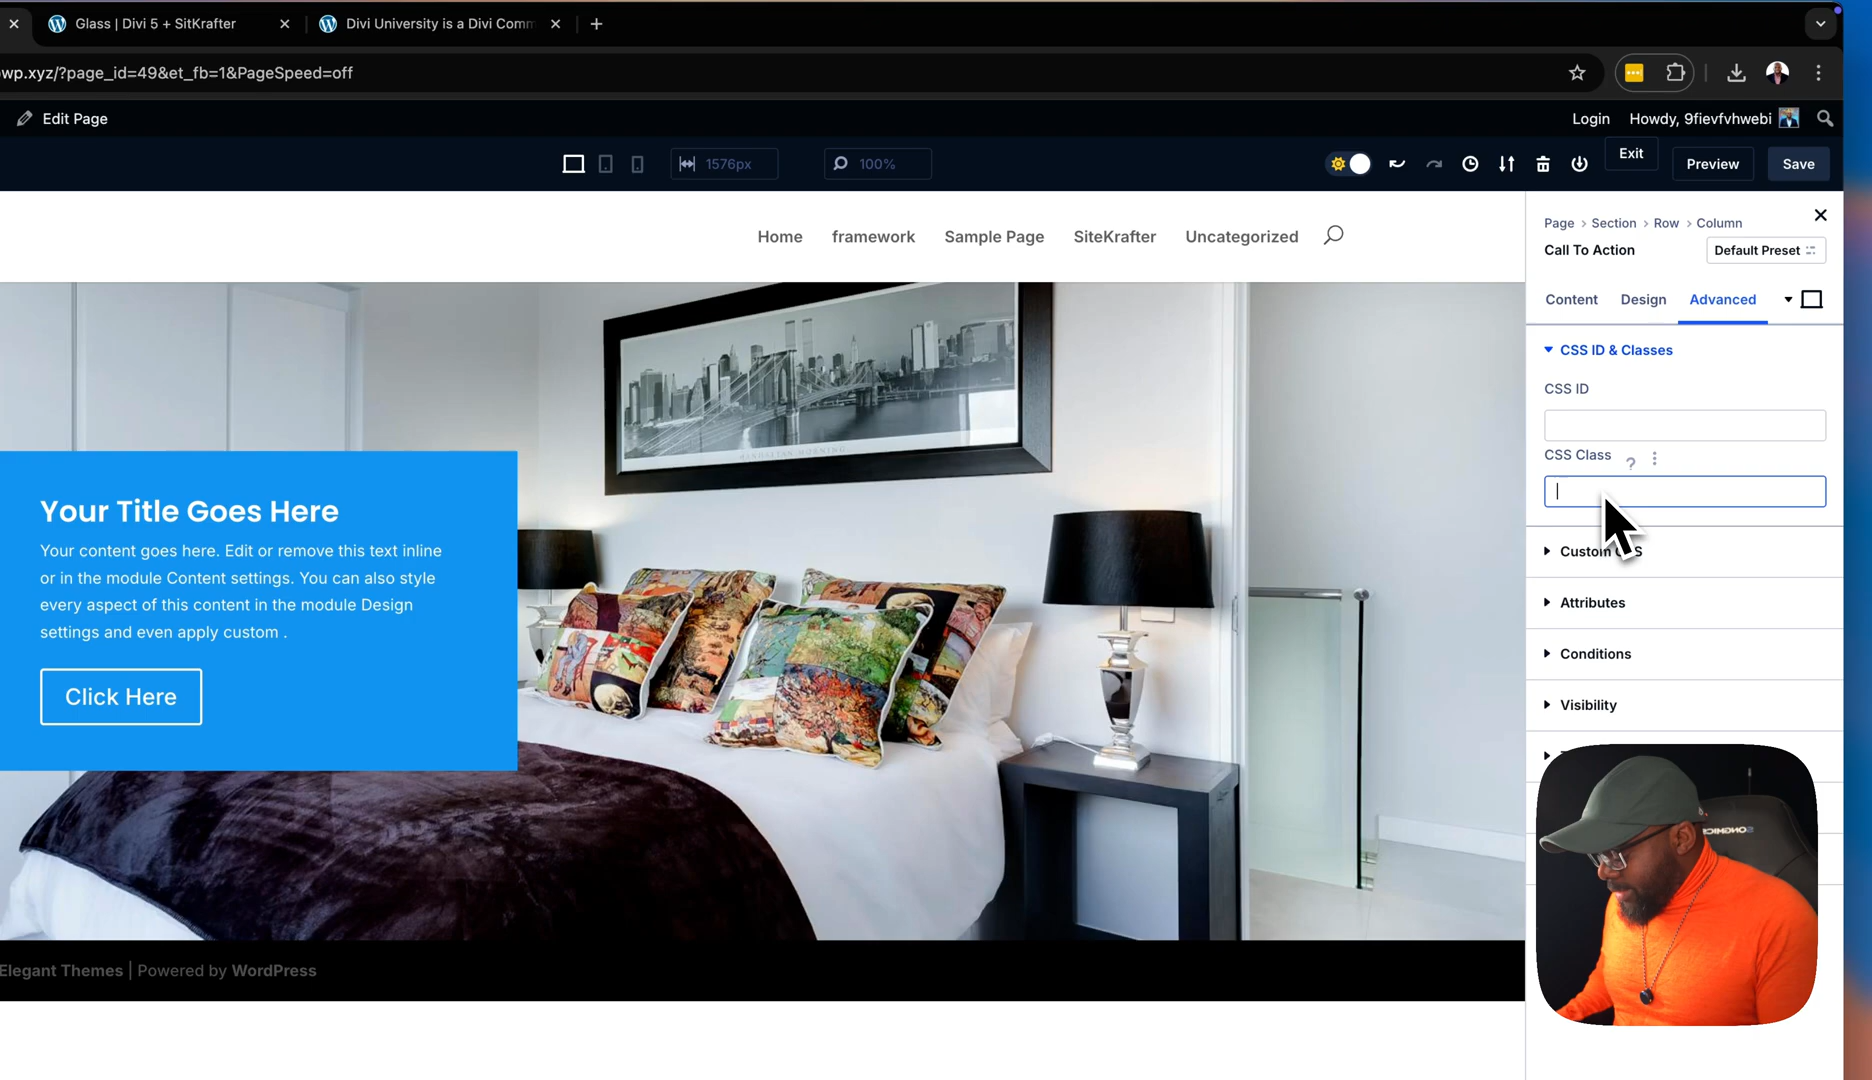 Glass | Divi 5 + SitKrafter
Divi University is a Divi Comm
wp.xyz/?page_id=49&et_fb=1&PageSpeed=off
Edit Page
Login
Howdy, 9fievfvhwebi
1576px
100%
Exit
Preview
Save
Home
framework
Sample Page
SiteKrafter
Uncategorized
Page > Section > Row > Column
Call To Action
Default Preset
Content
Design
Advanced
CSS ID & Classes
CSS ID
CSS Class
?
Attributes
Conditions
Visibility
MANHATTAN MORNING
Your Title Goes Here
Your content goes here. Edit or remove this text inline
or in the module Content settings. You can also style
every aspect of this content in the module Design
settings and even apply custom .
Click Here
SONGMICS
Elegant Themes | Powered by WordPress